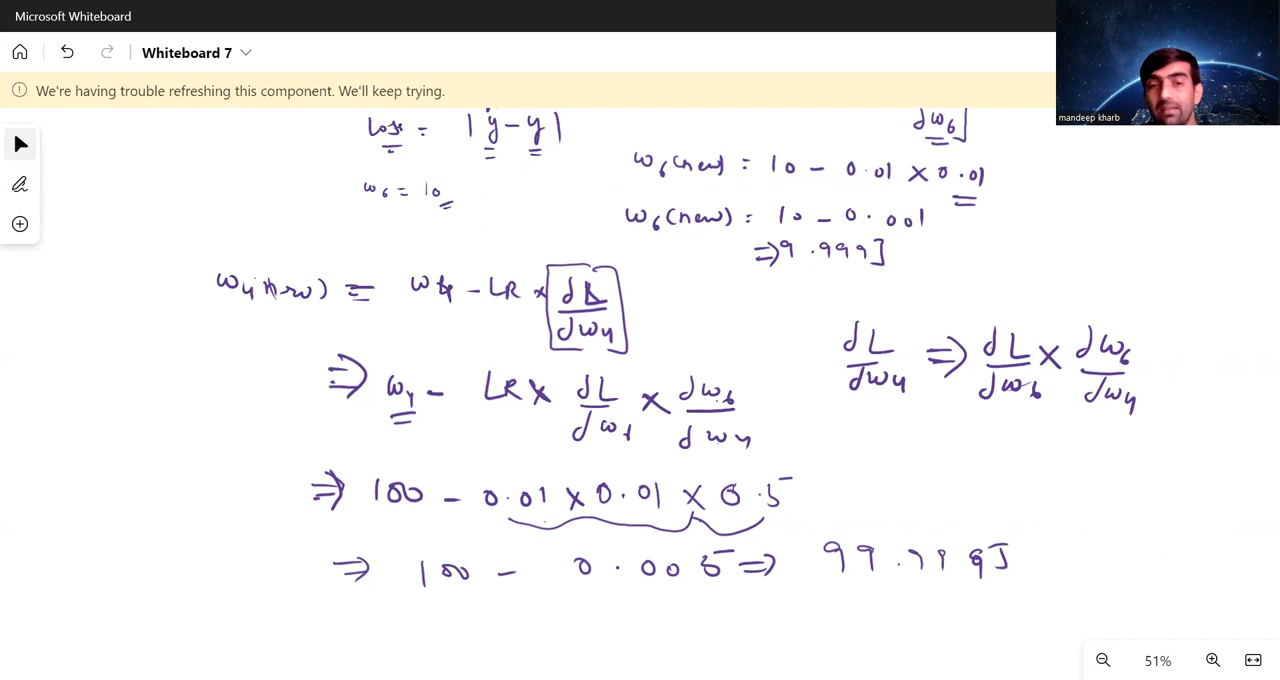 Microsoft Whiteboard
Whiteboard 7
We're having trouble refreshing this component. We'll keep trying.
mandeep kharb
Loss = | ŷ - y |
dw6]
w6 = 10
w6(new) = 10 - 0.01 × 0.01
w6(new) = 10 - 0.001
⇒ 9.999]
w4(new) = w4 - LR × dL/dw4
dL/dw4 ⇒ dL/dw6 × dw6/dw4
⇒ w4 - LR × dL/dw6 × dw6/dw4
⇒ 100 - 0.01 × 0.01 × 0.5
⇒ 100 - 0.005 ⇒ 99.99
51%